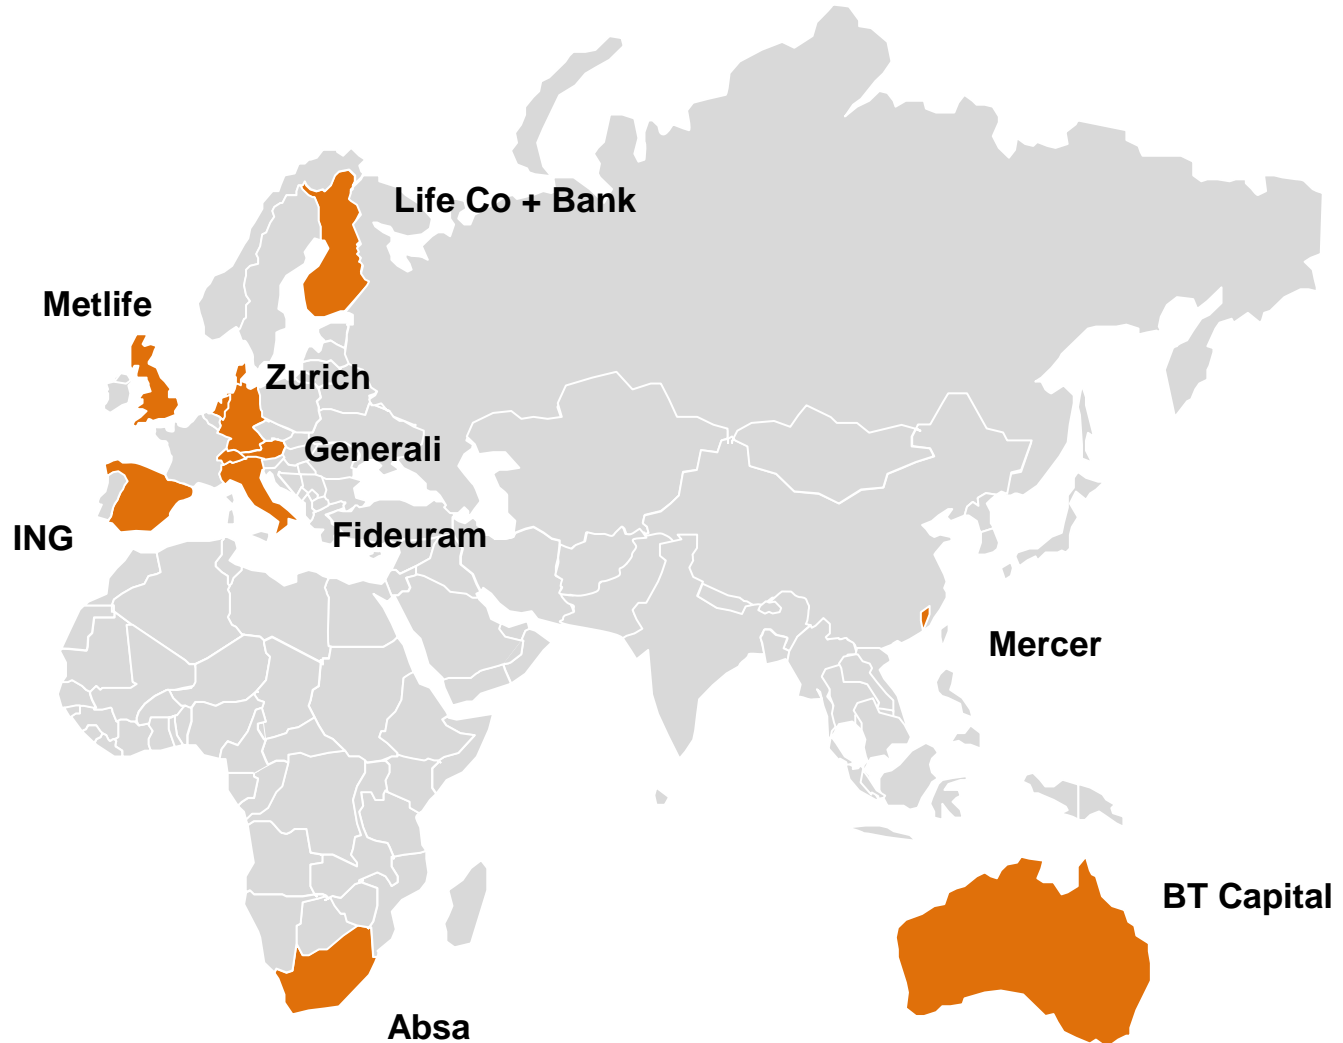 Life Co + Bank
Metlife
Zurich
Generali
ING
Fideuram
Mercer
BT Capital
Absa